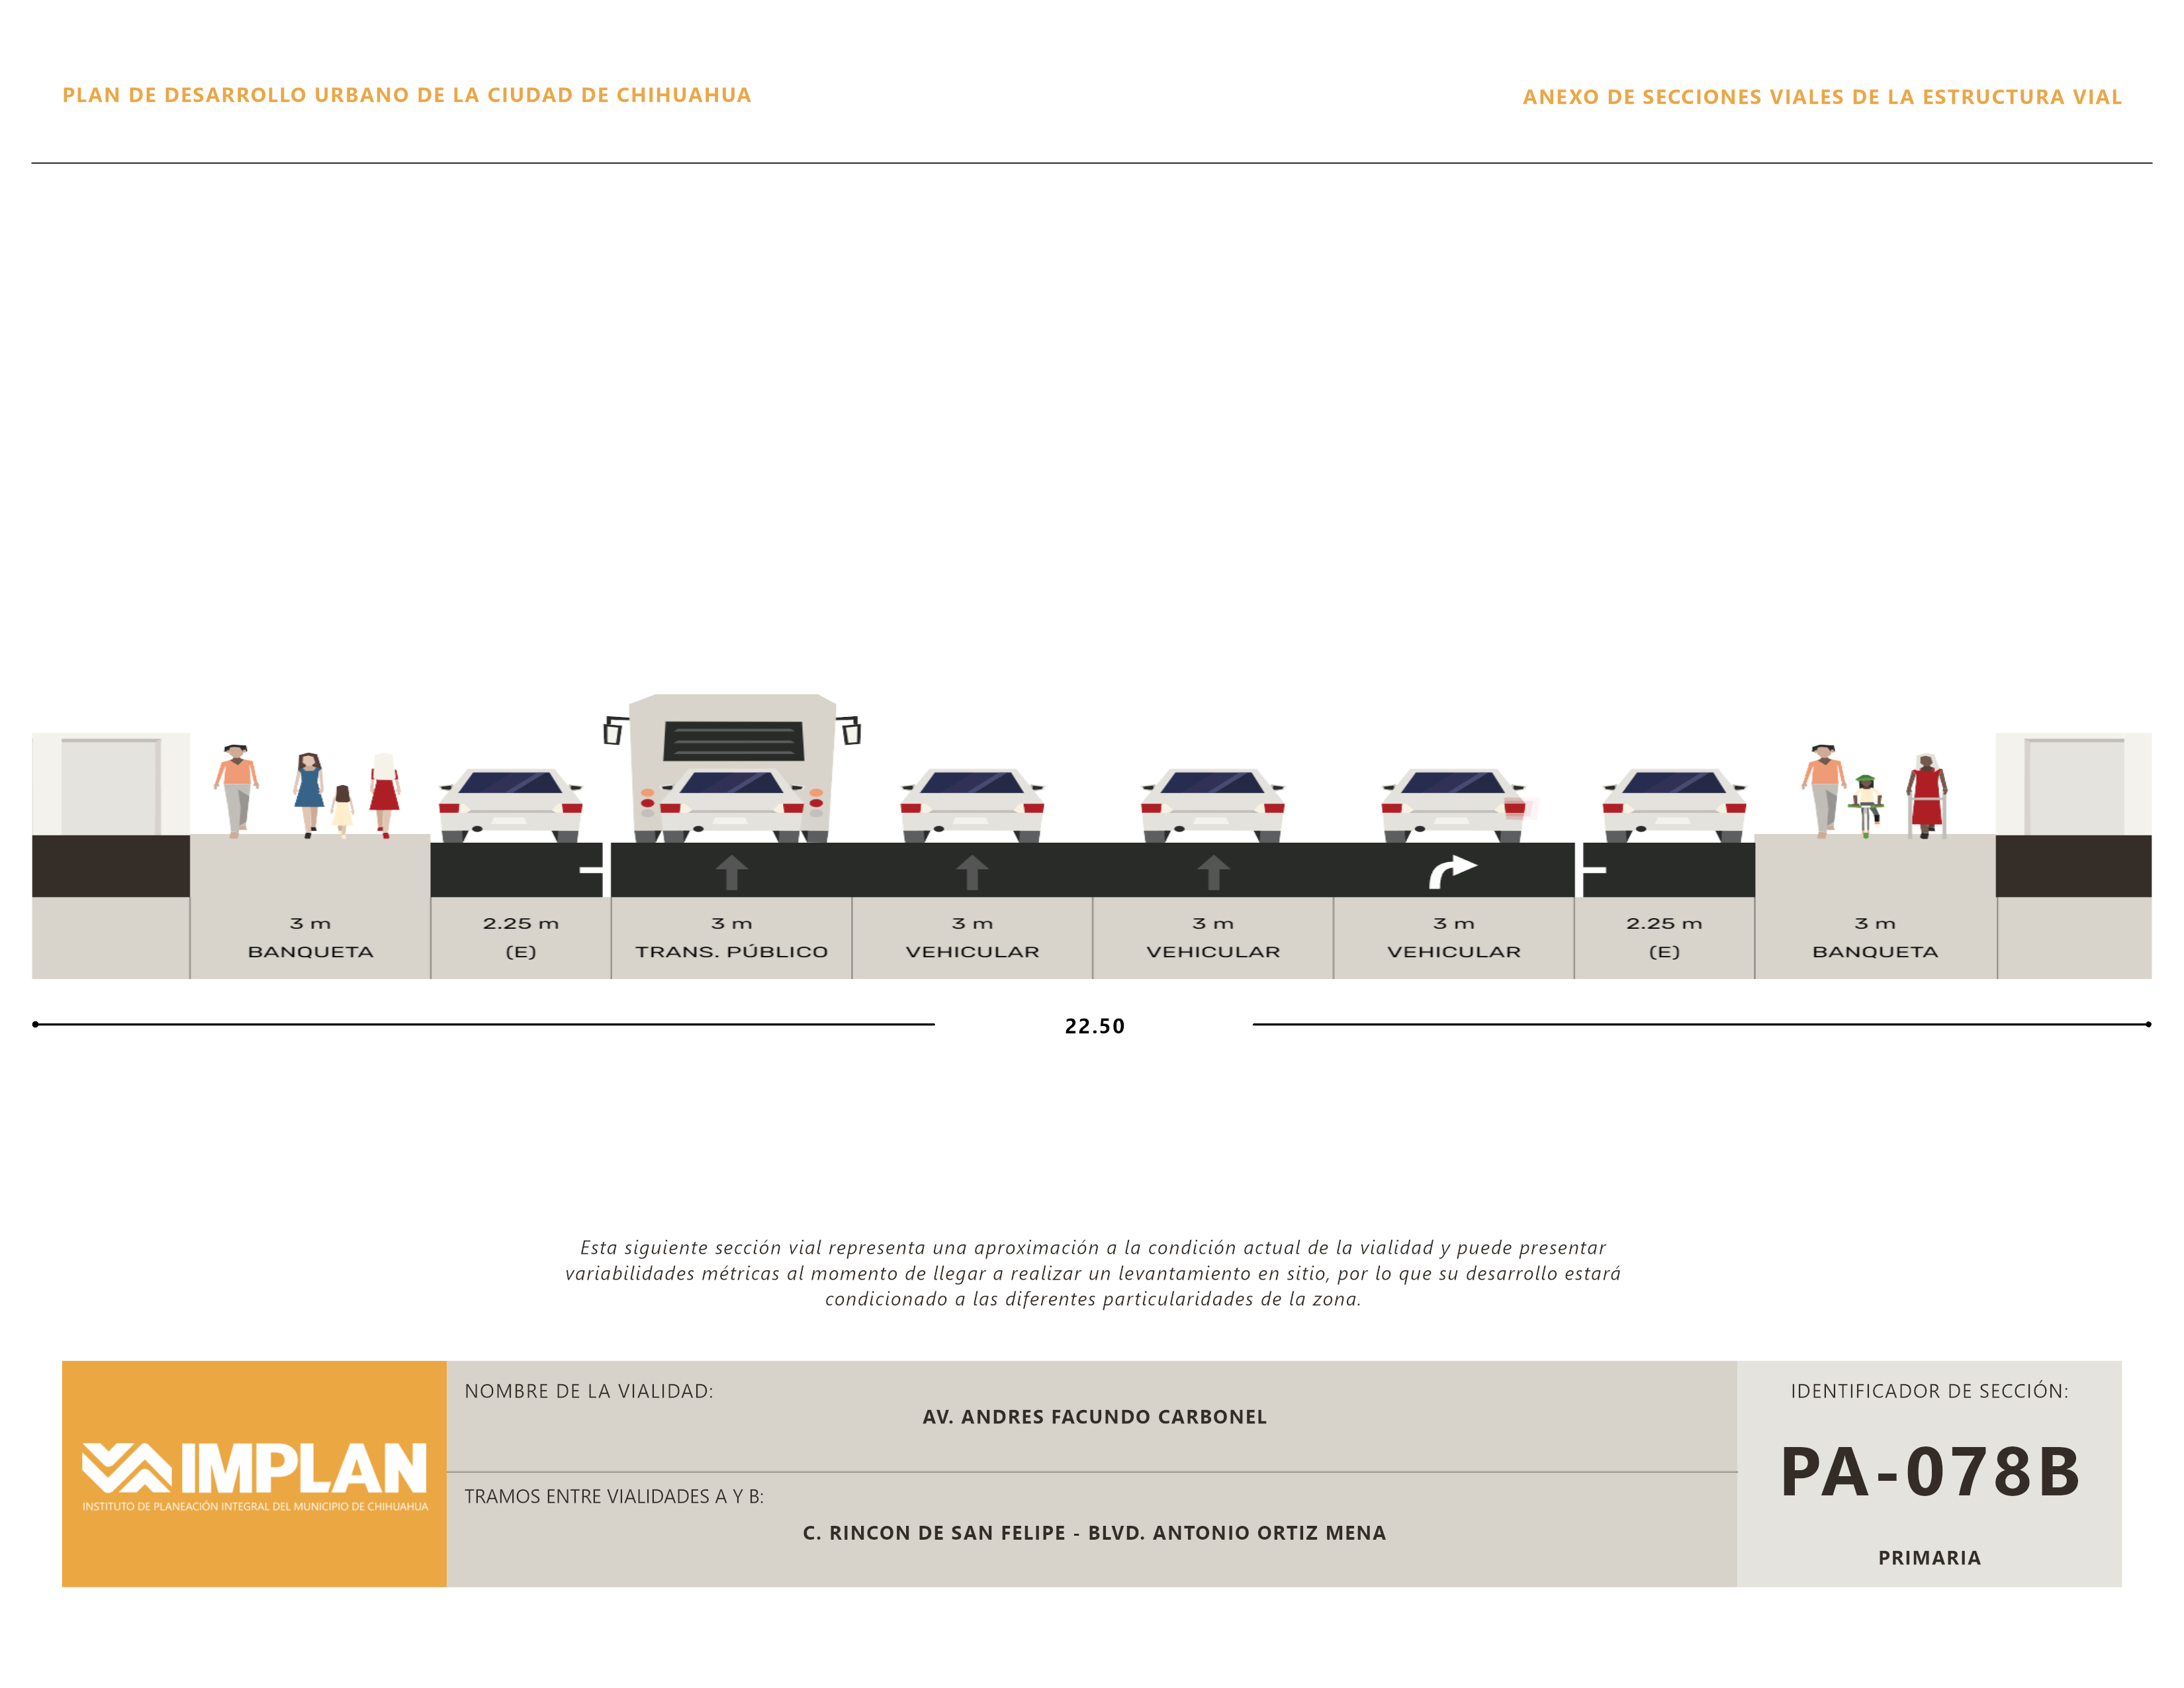 PLAN DE DESARROLLO URBANO DE LA CIUDAD DE CHIHUAHUA
ANEXO DE SECCIONES VIALES DE LA ESTRUCTURA VIAL
3 m
BANQUETA
2.25 m
(E)
3 m
TRANS. PÚBLICO
3 m
VEHICULAR
3 m
VEHICULAR
3 m
VEHICULAR
2.25 m
(E)
3 m
BANQUETA
22.50
Esta siguiente sección vial representa una aproximación a la condición actual de la vialidad y puede presentar
variabilidades métricas al momento de llegar a realizar un levantamiento en sitio, por lo que su desarrollo estará
condicionado a las diferentes particularidades de la zona.
IMPLAN
INSTITUTO DE PLANEACIÓN INTEGRAL DEL MUNICIPIO DE CHIHUAHUA
NOMBRE DE LA VIALIDAD:
AV. ANDRES FACUNDO CARBONEL
TRAMOS ENTRE VIALIDADES A Y B:
C. RINCON DE SAN FELIPE - BLVD. ANTONIO ORTIZ MENA
IDENTIFICADOR DE SECCIÓN:
PA-078B
PRIMARIA